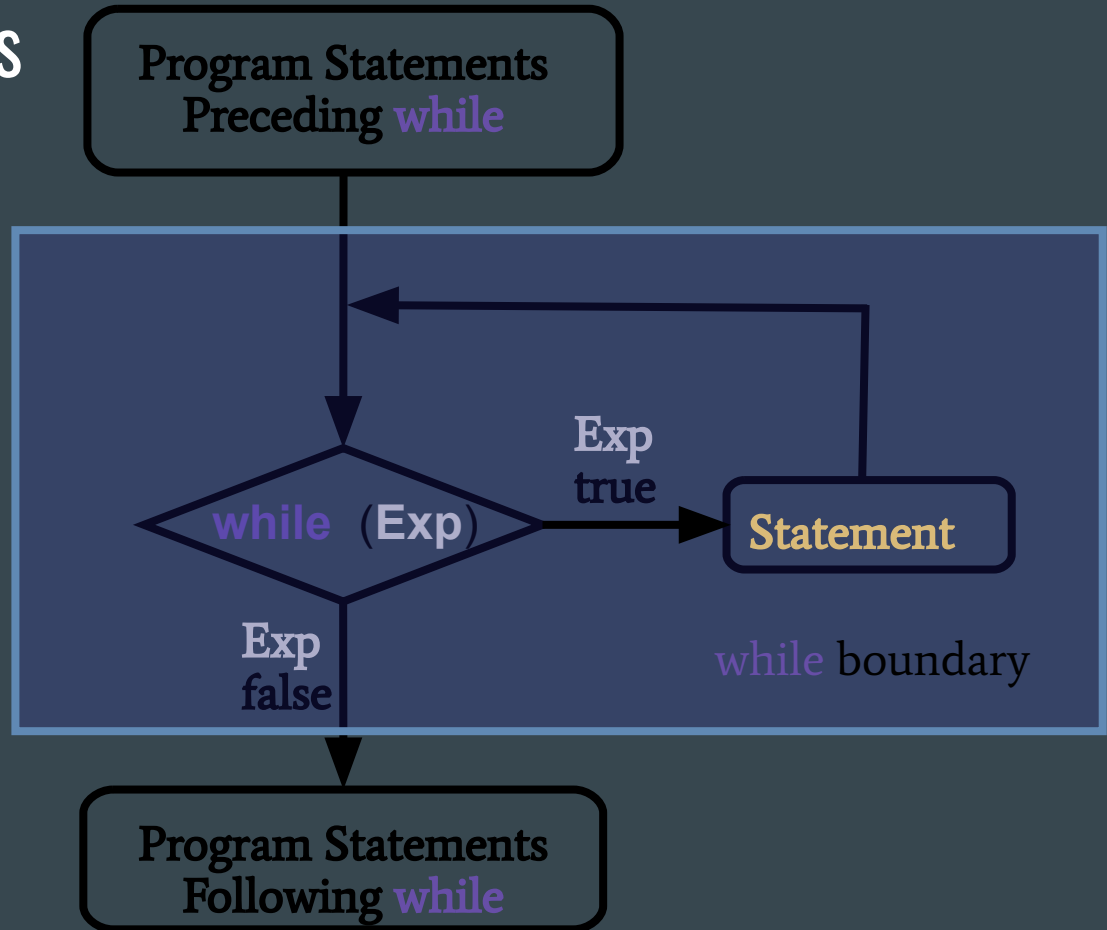 s
Program Statements
Preceding while
Exp
true
while (Exp)
Statement
Exp
false
while boundary
Program Statements
Following while